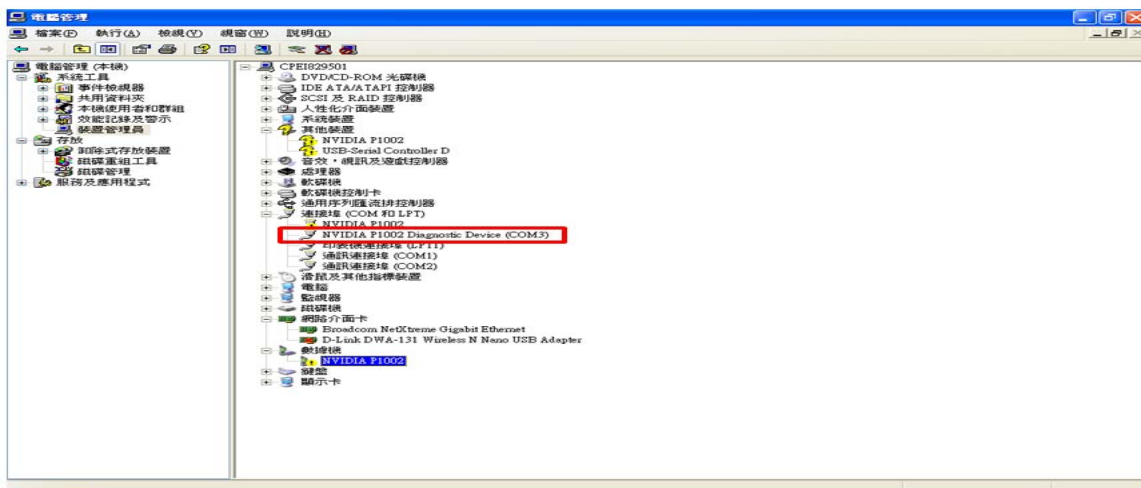 電腦管理
檔案(F) 執行(A) 檢視(V) 視窗(W) 說明(H)
電腦管理 (本機)
系統工具
事件檢視器
共用資料夾
本機使用者和群組
效能記錄及警示
裝置管理員
存放
卸除式存放裝置
磁碟重組工具
磁碟管理
服務及應用程式
CPEI829501
DVD/CD-ROM 光碟機
IDE ATA/ATAPI 控制器
SCSI 及 RAID 控制器
人性化介面裝置
系統裝置
其他裝置
NVIDIA P1002
USB-Serial Controller D
音效，視訊及遊戲控制器
處理器
軟碟機
軟碟機控制卡
通用序列匯流排控制器
連接埠 (COM 和 LPT)
NVIDIA P1002
NVIDIA P1002 Diagnostic Device (COM3)
印表機連接埠 (LPT1)
通訊連接埠 (COM1)
通訊連接埠 (COM2)
滑鼠及其他指標裝置
電腦
監視器
磁碟機
網路介面卡
Broadcom NetXtreme Gigabit Ethernet
D-Link DWA-131 Wireless N Nano USB Adapter
數據機
NVIDIA P1002
鍵盤
顯示卡